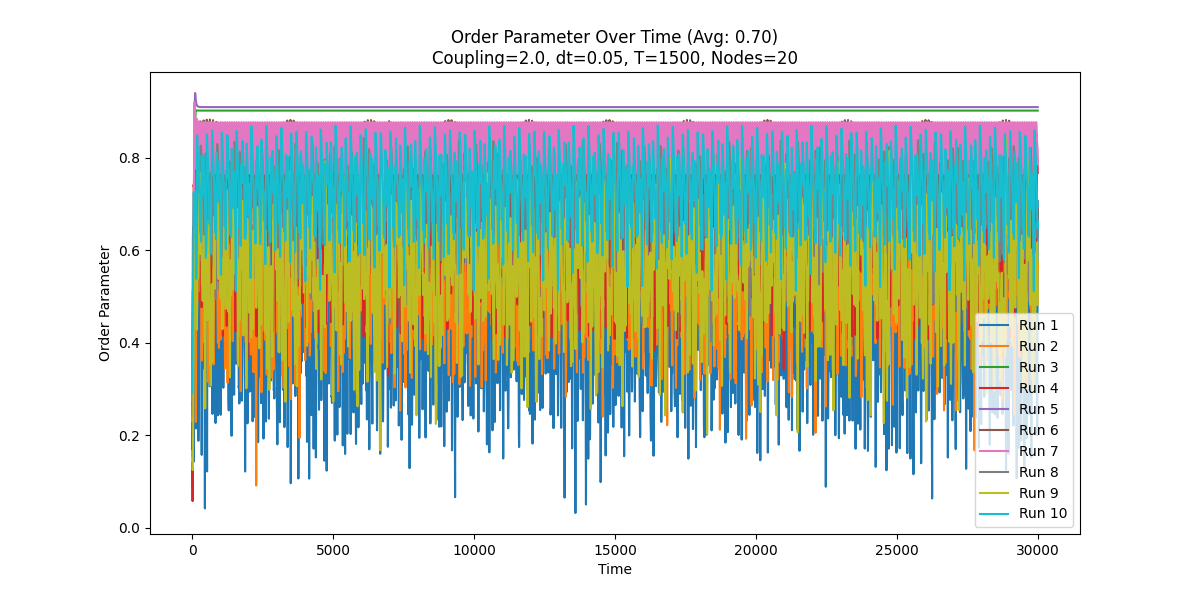 Order Parameter Over Time (Avg: 0.70)
Coupling=2.0, dt=0.05, T=1500, Nodes=20
Order Parameter
0.8
0.6
0.4
0.2
0.0
0
5000
10000
15000
20000
25000
30000
Time
Run 1
Run 2
Run 3
Run 4
Run 5
Run 6
Run 7
Run 8
Run 9
Run 10